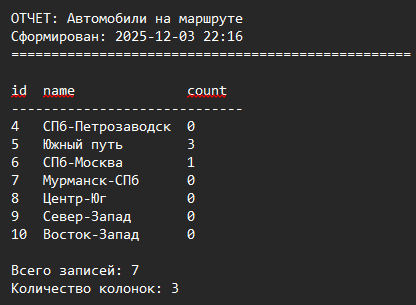 ОТЧЕТ: Автомобили на маршруте
Сформирован: 2025-12-03 22:16
==================================================
id  name              count
-----------------------------
4   СПб-Петрозаводск  0
5   Южный путь        3
6   СПб-Москва        1
7   Мурманск-СПб      0
8   Центр-Юг          0
9   Север-Запад       0
10  Восток-Запад      0
Всего записей: 7
Количество колонок: 3